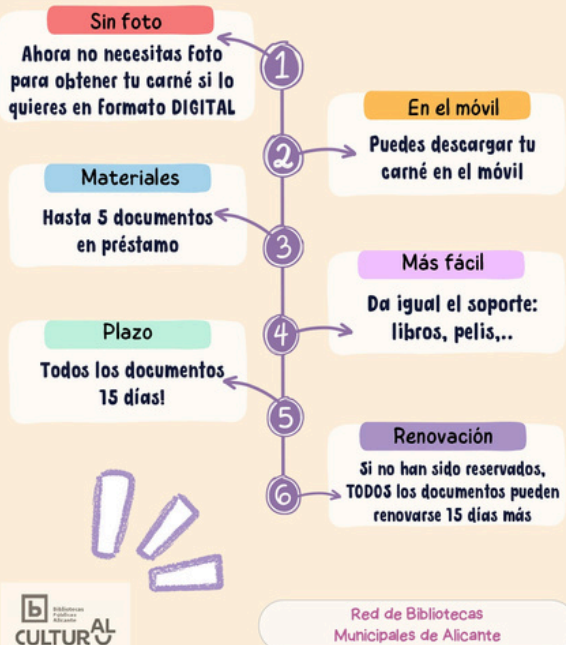 Sin foto
Ahora no necesitas foto
para obtener tu carné si lo
quieres en formato DIGITAL
1
En el móvil
Puedes descargar tu
carné en el móvil
2
Materiales
Hasta 5 documentos
en préstamo
3
Más fácil
Da igual el soporte:
libros, pelis,..
4
Plazo
Todos los documentos
15 días!
5
Renovación
Si no han sido reservados,
TODOS los documentos pueden
renovarse 15 días más
6
b
Bibliotecas
Públicas
Alicante
CULTURAL
Red de Bibliotecas
Municipales de Alicante